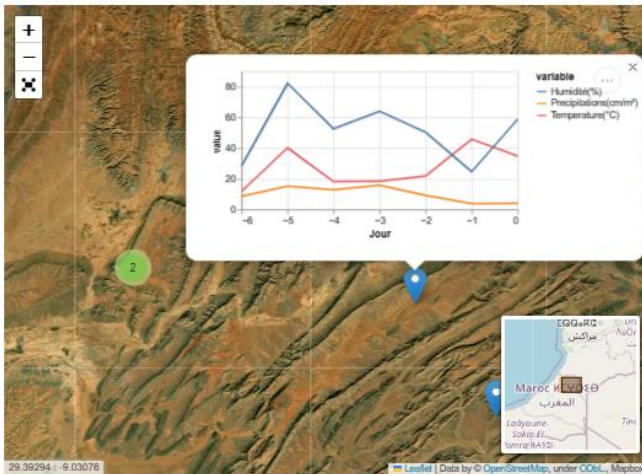 +
−
×
variable
Humidité(%)
Precipitations(cm/m²)
Temperature(°C)
value
80
60
40
20
0
−6
−5
−4
−3
−2
−1
0
Jour
2
ⵎⵕⵕⴰⴽⵛ
مراكش
Maroc
المغرب
Laâyoune-
Sakia El
29.39294 : -9.03076
Leaflet | Data by © OpenStreetMap, under ODbL., Mapbox